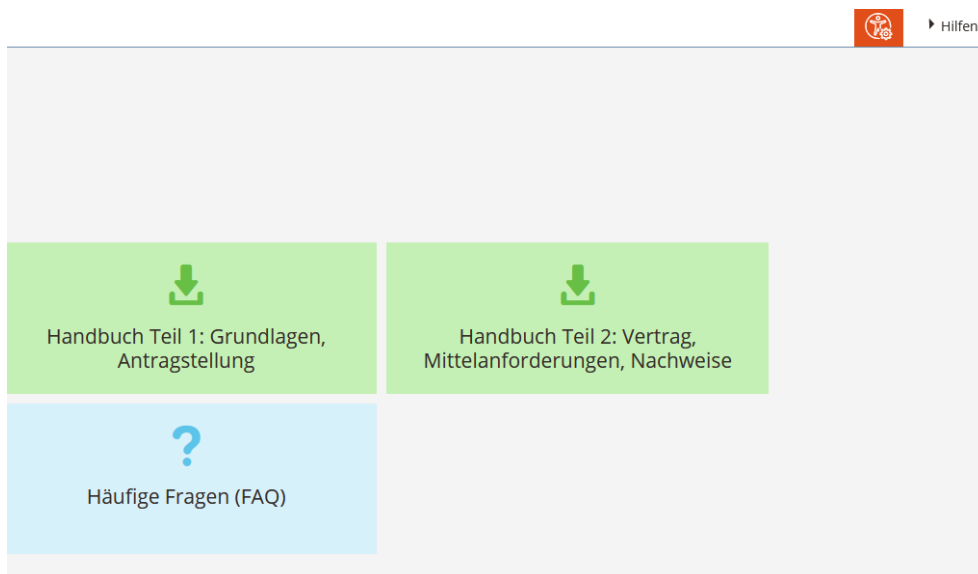 Hilfen
Handbuch Teil 1: Grundlagen,
Antragstellung
Handbuch Teil 2: Vertrag,
Mittelanforderungen, Nachweise
Häufige Fragen (FAQ)